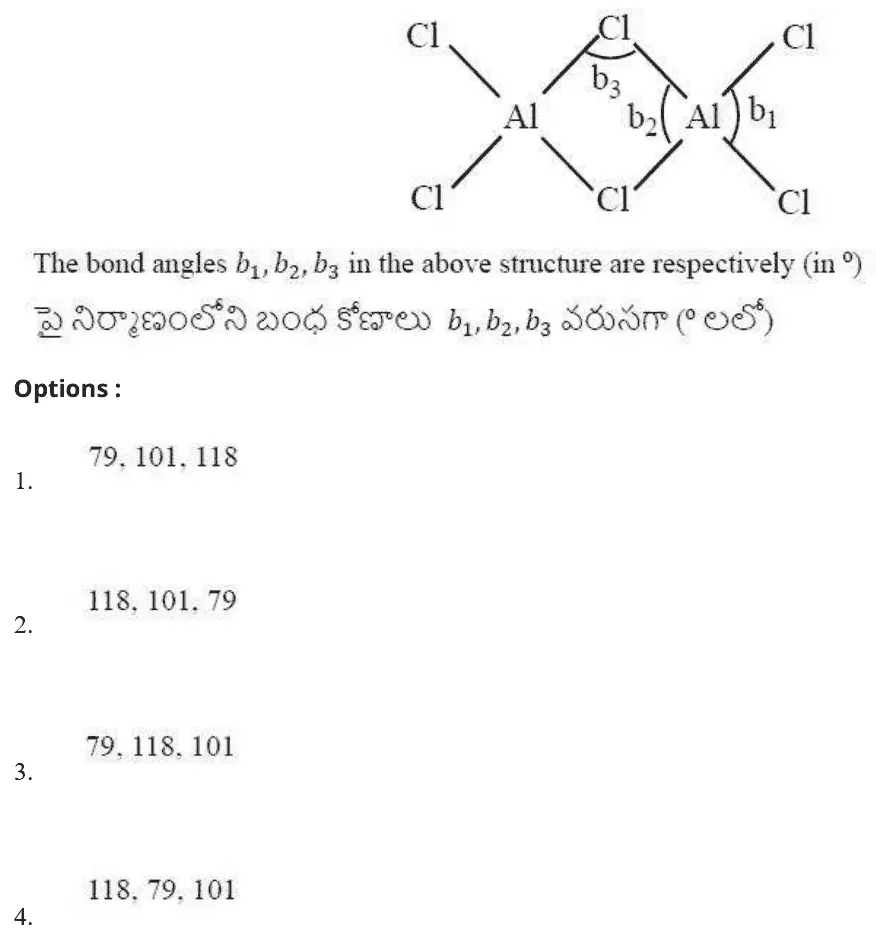 Cl Cl Cl
b₃
Al b₂ Al b₁
Cl Cl Cl
The bond angles b₁, b₂, b₃ in the above structure are respectively (in º)
పై నిర్మాణంలోని బంధ కోణాలు b₁, b₂, b₃ వరుసగా (º లలో)
Options :
79, 101, 118
1.
118, 101, 79
2.
79, 118, 101
3.
118, 79, 101
4.